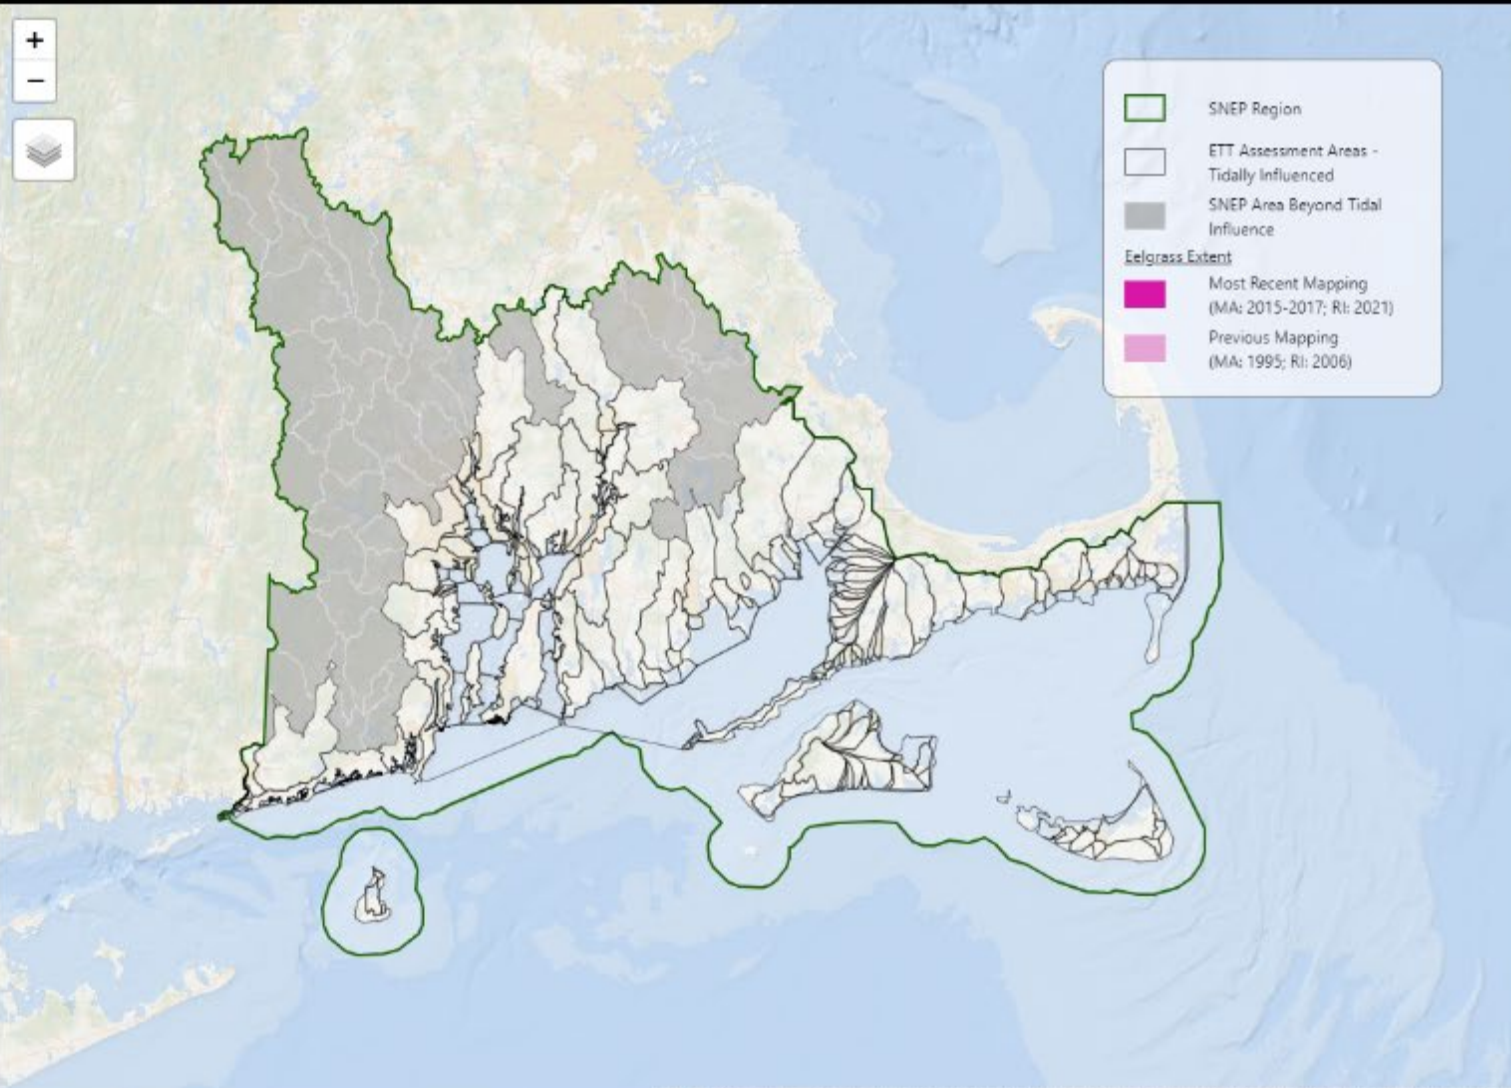 +
−
SNEP Region
ETT Assessment Areas -
Tidally Influenced
SNEP Area Beyond Tidal
Influence
Eelgrass Extent
Most Recent Mapping
(MA: 2015-2017; RI: 2021)
Previous Mapping
(MA: 1995; RI: 2006)